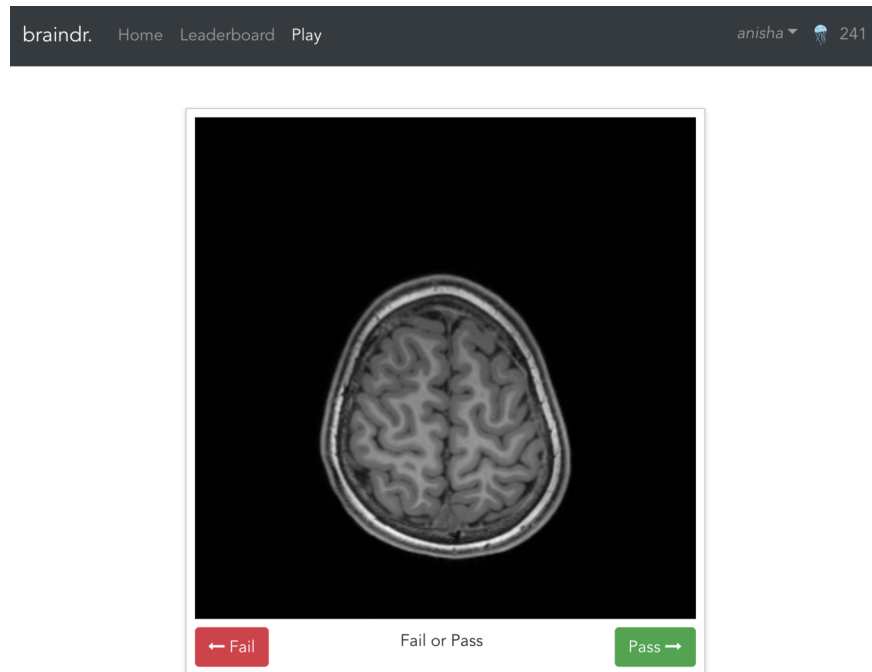 braindr. Home Leaderboard Play anisha 241
← Fail Fail or Pass Pass →